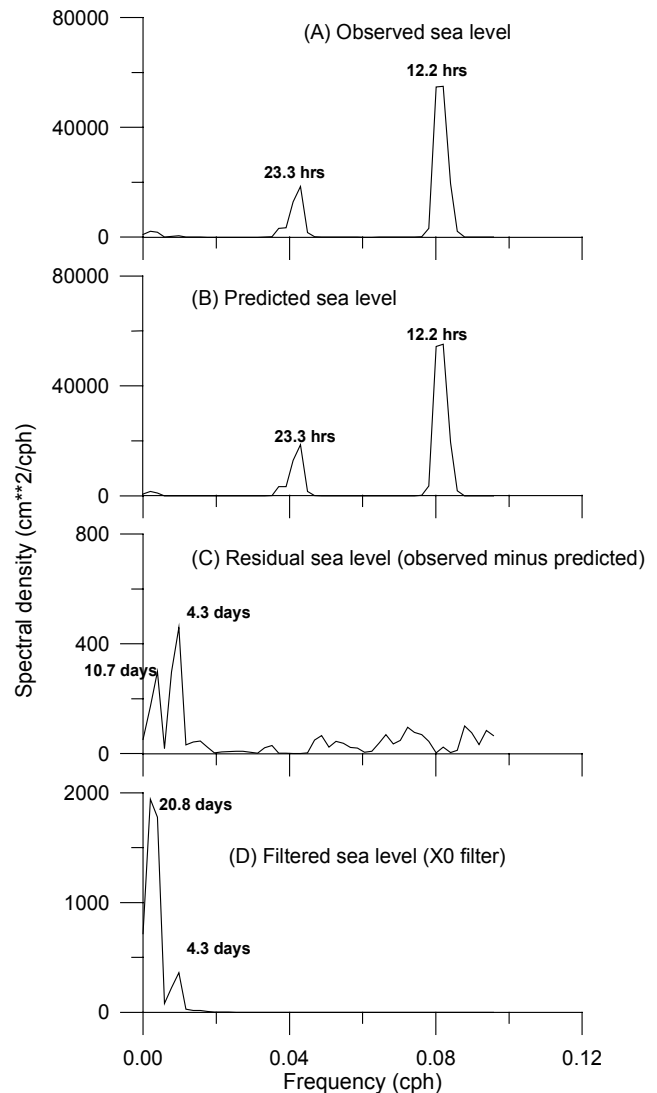 80000
(A) Observed sea level
12.2 hrs
40000
23.3 hrs
0
80000
(B) Predicted sea level
12.2 hrs
40000
23.3 hrs
0
Spectral density (cm**2/cph)
800
(C) Residual sea level (observed minus predicted)
4.3 days
400
10.7 days
0
2000
20.8 days
(D) Filtered sea level (X0 filter)
1000
4.3 days
0
0.00 0.04 0.08 0.12
Frequency (cph)